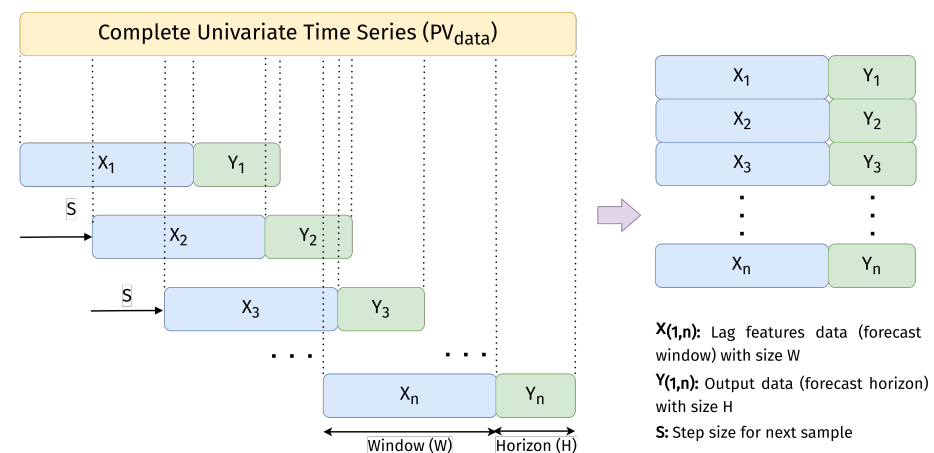 Complete Univariate Time Series (PVdata)
X1 Y1
S
X2 Y2
S
X3 Y3
. . . . . .
Xn Yn
Window (W) Horizon (H)
X1 Y1
X2 Y2
X3 Y3
Xn Yn
X(1,n): Lag features data (forecast
window) with size W
Y(1,n): Output data (forecast horizon)
with size H
S: Step size for next sample